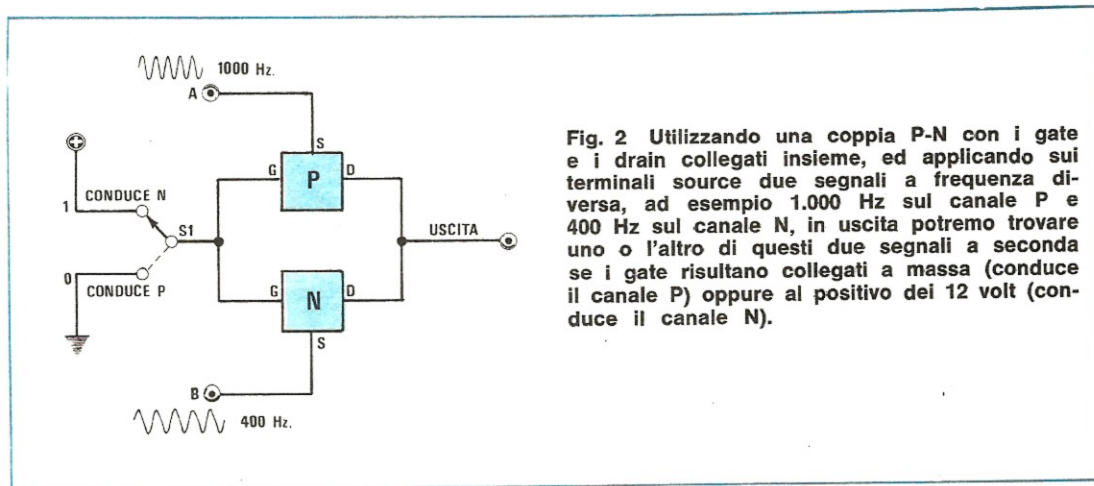 1000 Hz.
A
S
G P D
CONDUCE N
1
S1
USCITA
0
CONDUCE P
G N D
S
B
400 Hz.
Fig. 2 Utilizzando una coppia P-N con i gate
e i drain collegati insieme, ed applicando sui
terminali source due segnali a frequenza di-
versa, ad esempio 1.000 Hz sul canale P e
400 Hz sul canale N, in uscita potremo trovare
uno o l'altro di questi due segnali a seconda
se i gate risultano collegati a massa (conduce
il canale P) oppure al positivo dei 12 volt (con-
duce il canale N).